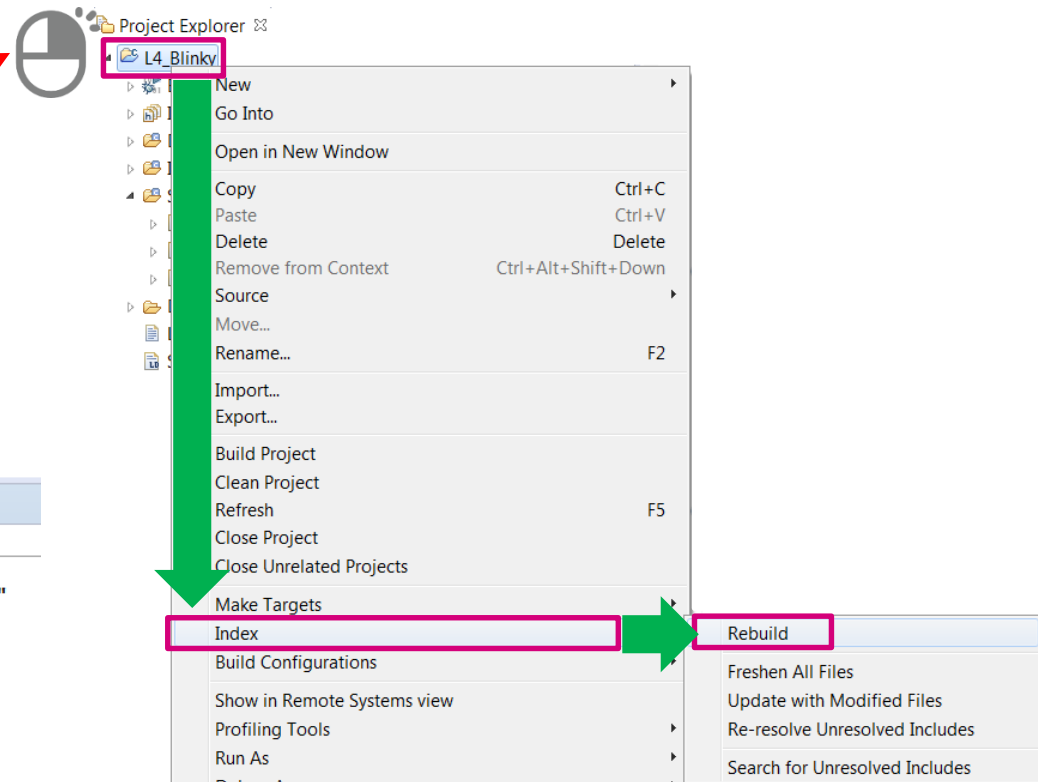 Project Explorer
L4_Blinky
New
Go Into
Open in New Window
Copy Ctrl+C
Paste Ctrl+V
Delete Delete
Remove from Context Ctrl+Alt+Shift+Down
Source
Move...
Rename... F2
Import...
Export...
Build Project
Clean Project
Refresh F5
Close Project
Close Unrelated Projects
Make Targets
Index
Build Configurations
Show in Remote Systems view
Profiling Tools
Run As
Rebuild
Freshen All Files
Update with Modified Files
Re-resolve Unresolved Includes
Search for Unresolved Includes